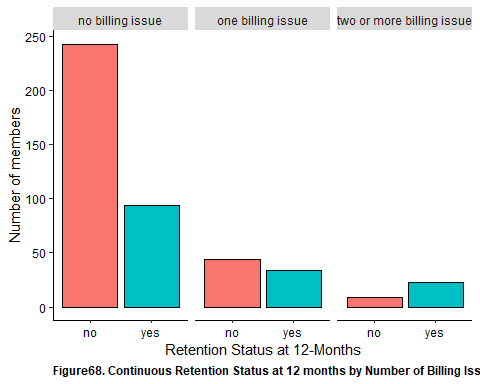 no billing issue one billing issue two or more billing issue
250
200
150
100
50
0
Number of members
no yes no yes no yes
Retention Status at 12-Months
Figure68. Continuous Retention Status at 12 months by Number of Billing Iss